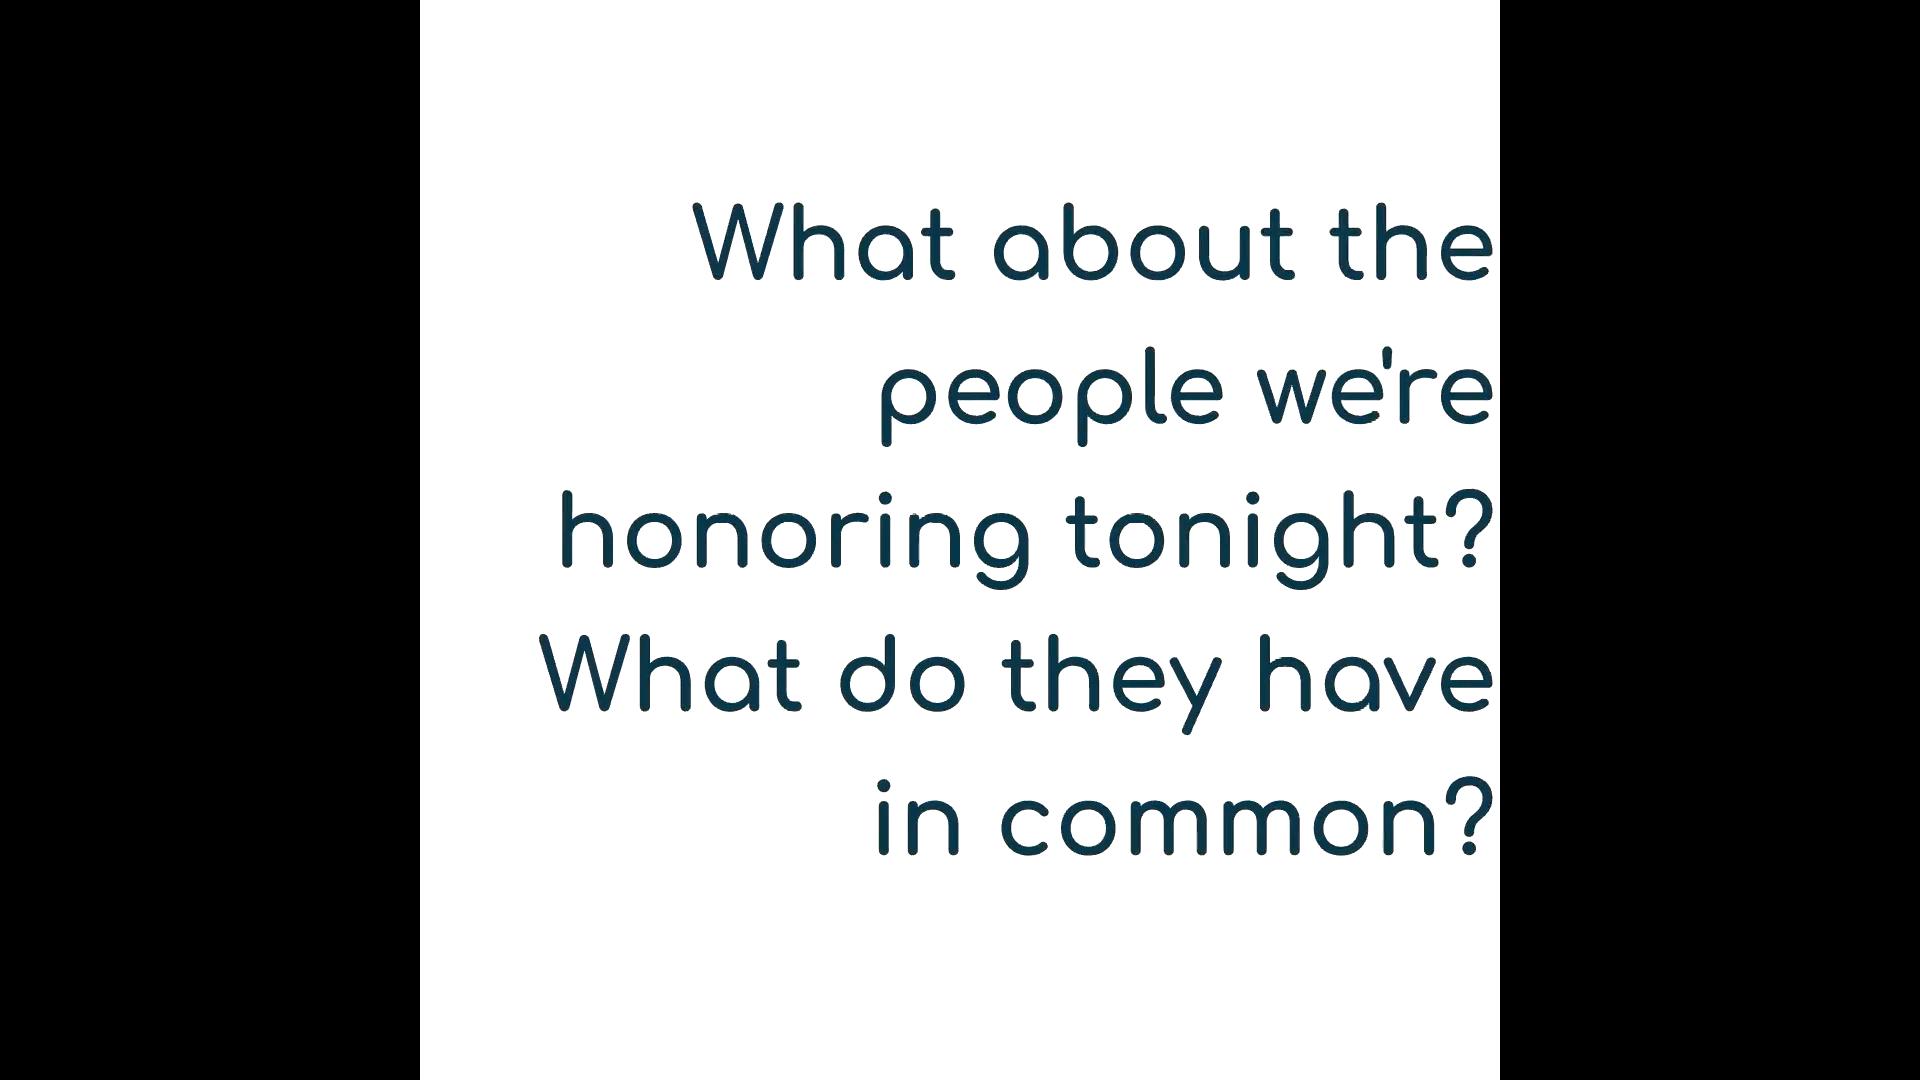 What about the
people we're
honoring tonight?
What do they have
in common?